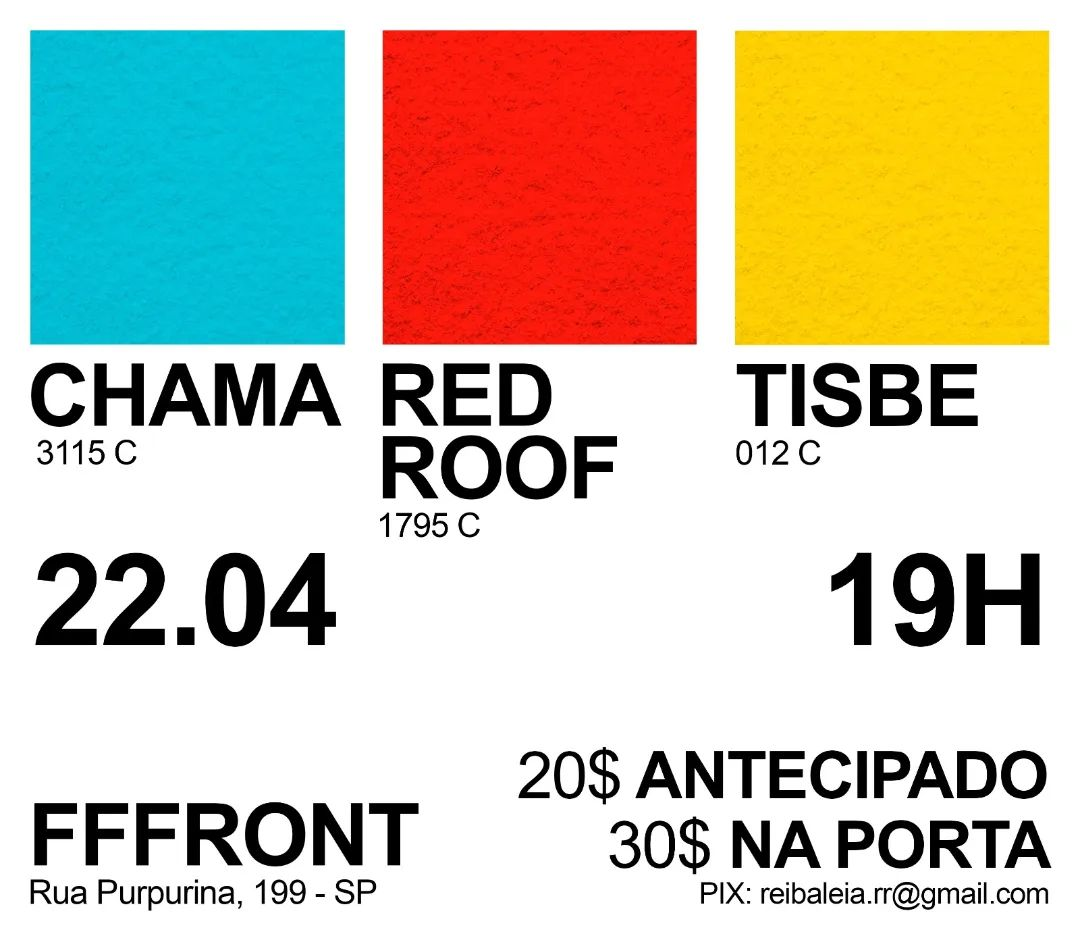 CHAMA
3115 C
RED
ROOF
1795 C
TISBE
012 C
22.04
19H
FFFRONT
Rua Purpurina, 199 - SP
20$ ANTECIPADO
30$ NA PORTA
PIX: reibaleia.rr@gmail.com